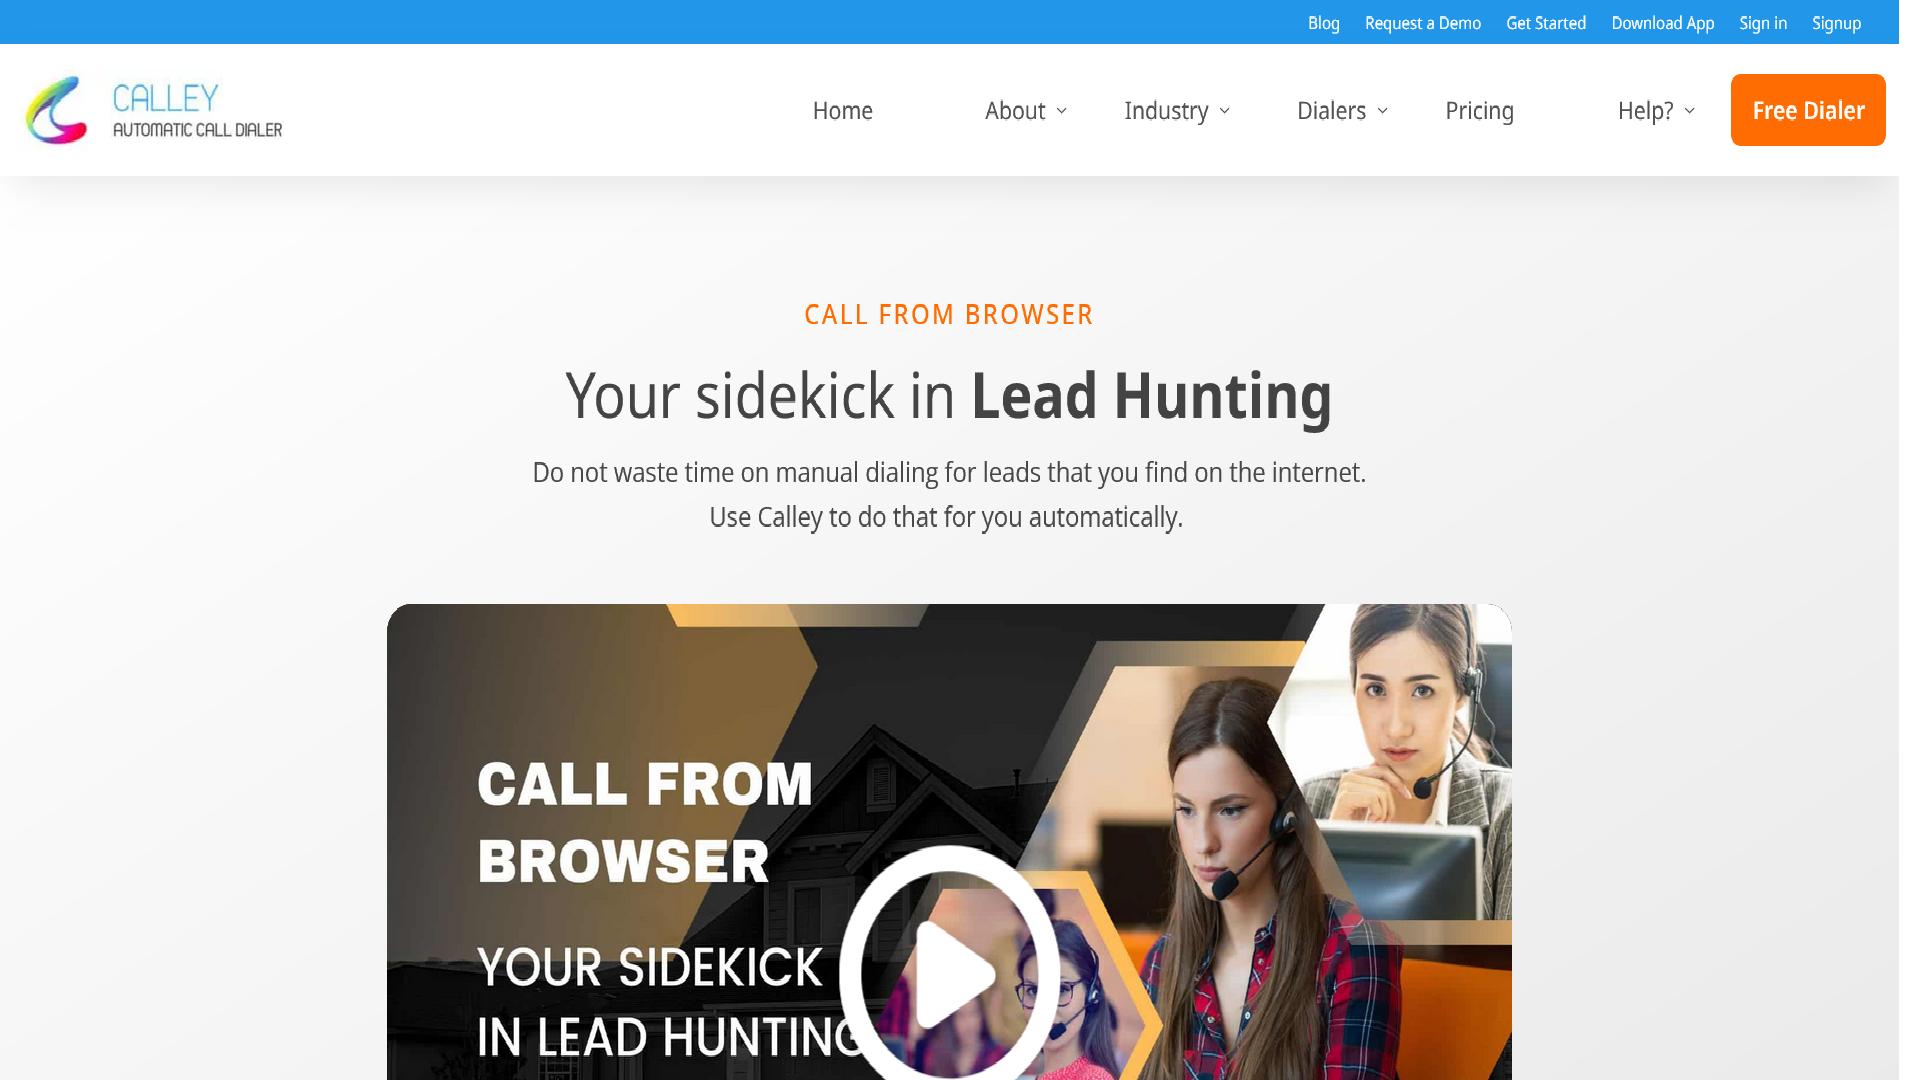 Blog Request a Demo Get Started Download App Sign in Signup
CALLEY
AUTOMATIC CALL DIALER
Home About Industry Dialers Pricing Help? Free Dialer
CALL FROM BROWSER
Your sidekick in Lead Hunting
Do not waste time on manual dialing for leads that you find on the internet.
Use Calley to do that for you automatically.
CALL FROM
BROWSER
YOUR SIDEKICK
IN LEAD HUNTING